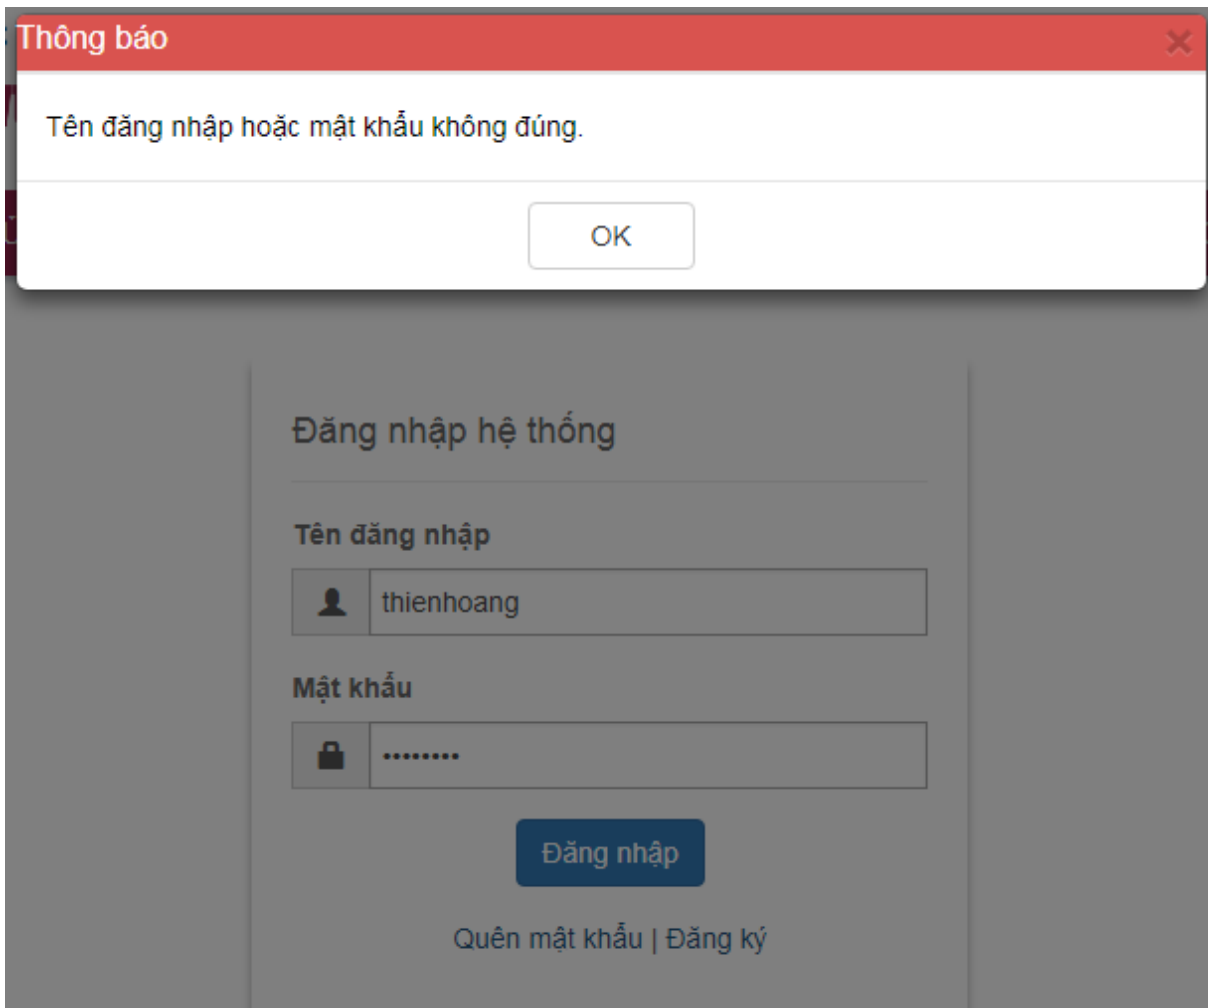 Thông báo
Tên đăng nhập hoặc mật khẩu không đúng.
OK
Đăng nhập hệ thống
Tên đăng nhập
thienhoang
Mật khẩu
••••••••
Đăng nhập
Quên mật khẩu | Đăng ký